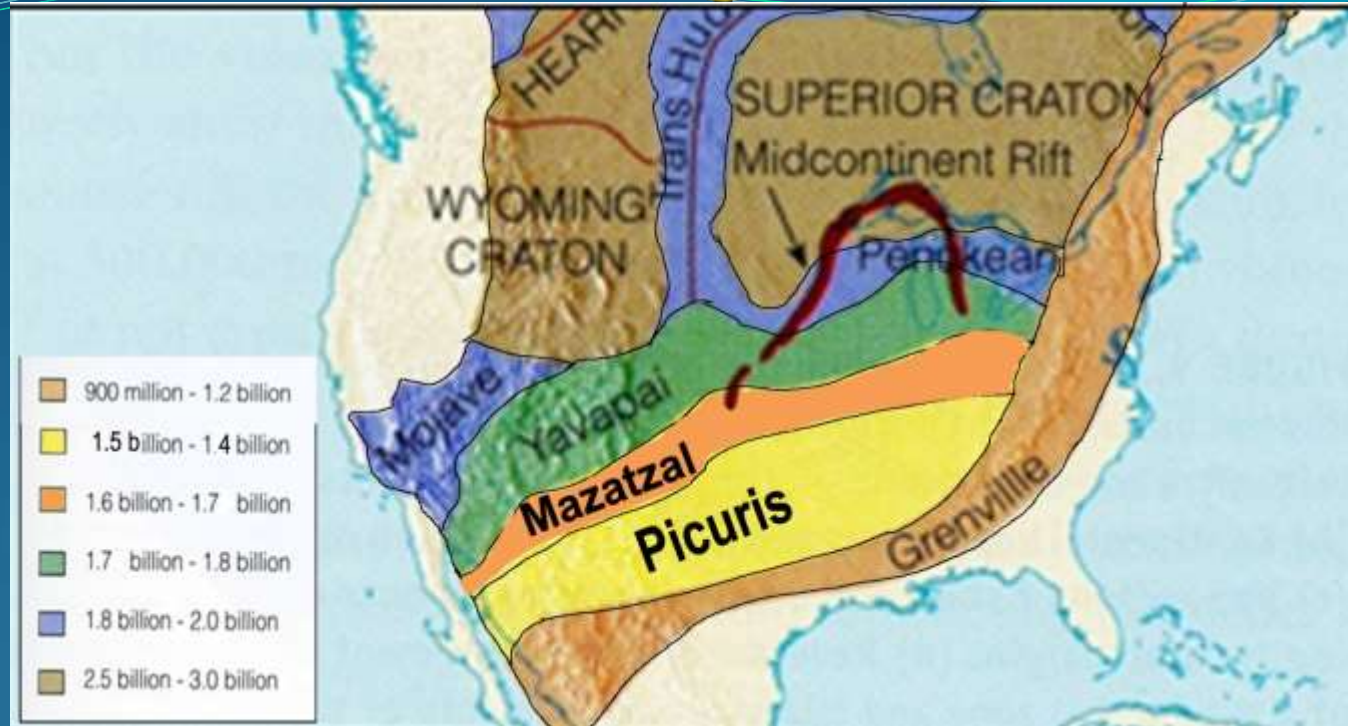 HEARN
Trans Hud
SUPERIOR CRATON
Midcontinent Rift
WYOMING
CRATON
Penokean
Mojave
Yavapai
Mazatzal
Picuris
Grenvillle
900 million - 1.2 billion
1.5 billion - 1.4 billion
1.6 billion - 1.7 billion
1.7 billion - 1.8 billion
1.8 billion - 2.0 billion
2.5 billion - 3.0 billion